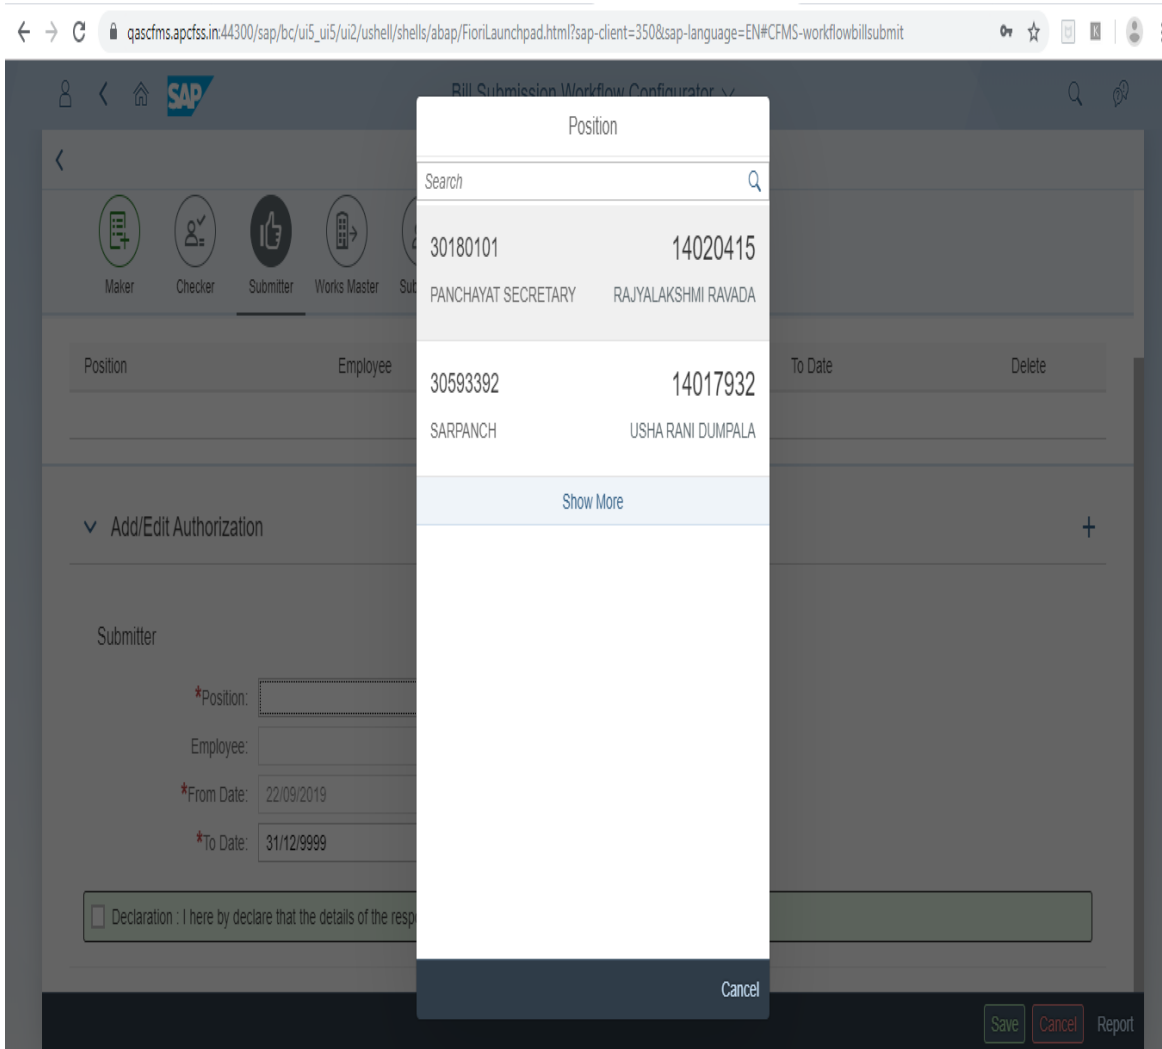 qascfms.apcfss.in:44300/sap/bc/ui5_ui5/ui2/ushell/shells/abap/FioriLaunchpad.html?sap-client=350&sap-language=EN#CFMS-workflowbillsubmit
SAP
Bill Submission Workflow Configurator
Maker
Checker
Submitter
Works Master
Sub
Position
Employee
To Date
Delete
Add/Edit Authorization
Submitter
*Position:
Employee:
*From Date: 22/09/2019
*To Date: 31/12/9999
Declaration : I here by declare that the details of the resp
Save Cancel Report
Position
Search
30180101 14020415
PANCHAYAT SECRETARY RAJYALAKSHMI RAVADA
30593392 14017932
SARPANCH USHA RANI DUMPALA
Show More
Cancel